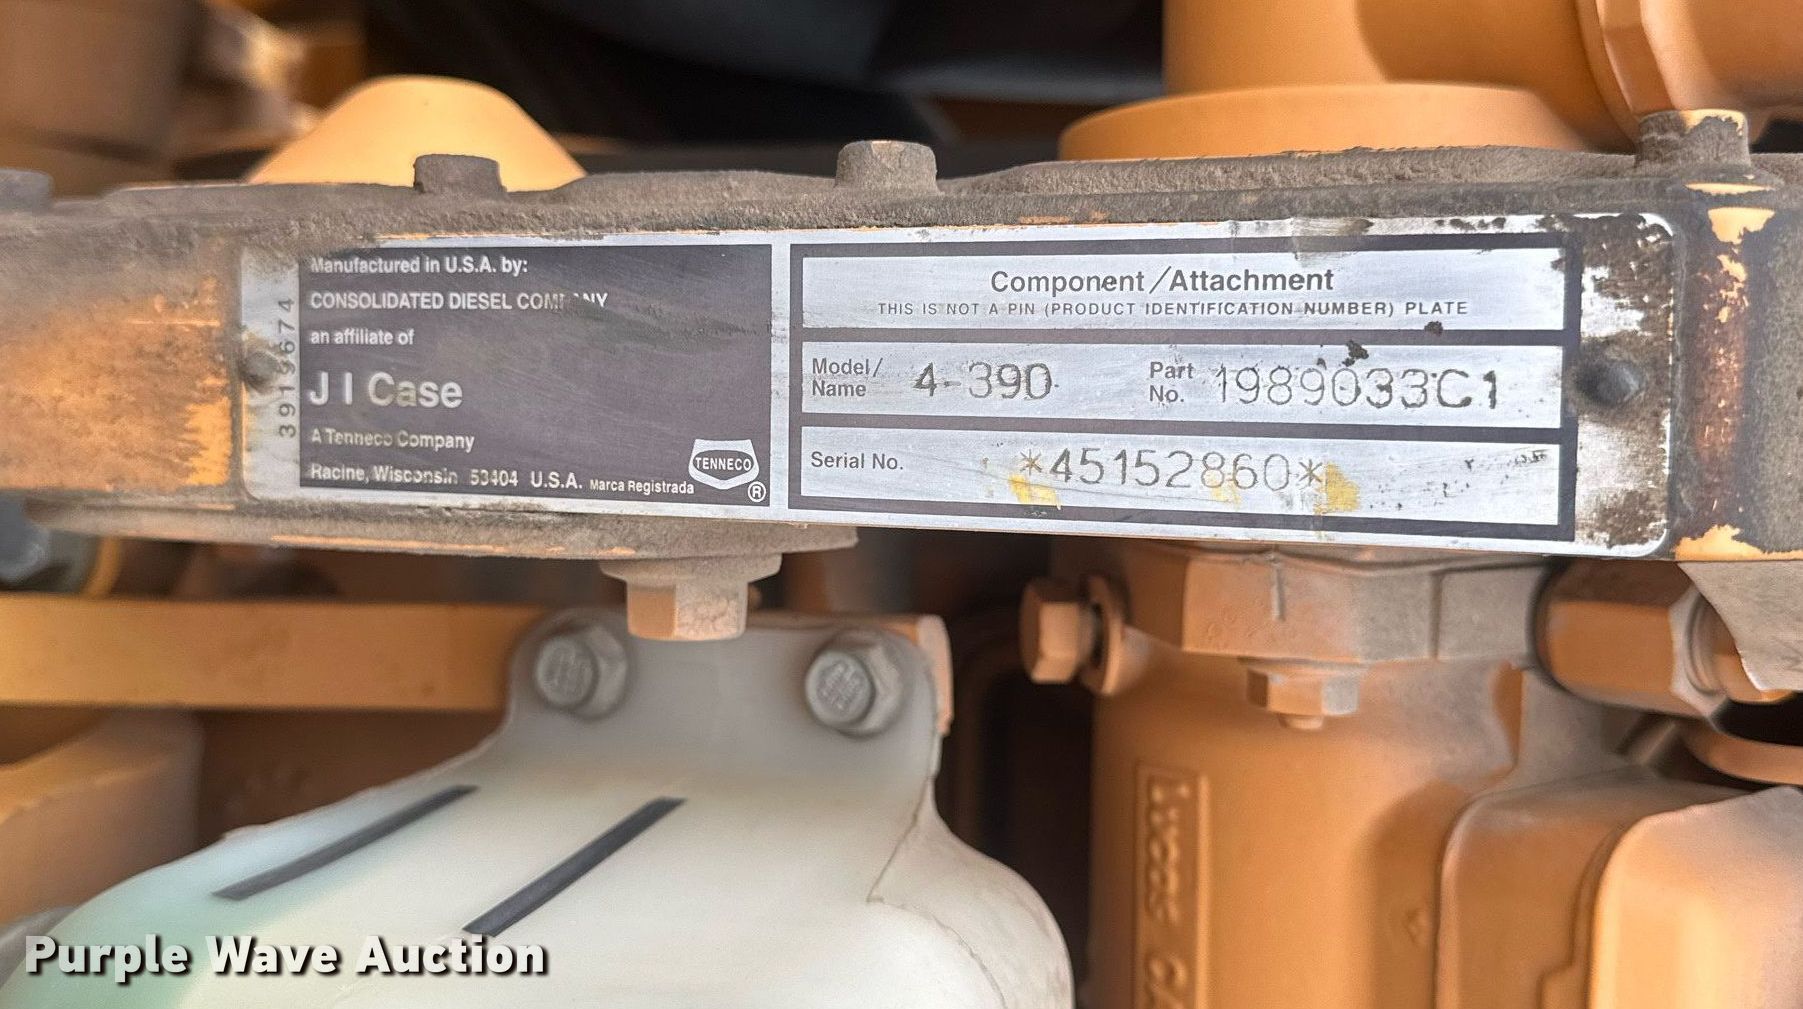 3919674
Manufactured in U.S.A. by:
CONSOLIDATED DIESEL COMPANY
an affiliate of
J I Case
A Tenneco Company
Racine, Wisconsin 53404 U.S.A. Marca Registrada
TENNECO
®
Component/Attachment
THIS IS NOT A PIN (PRODUCT IDENTIFICATION NUMBER) PLATE
Model/Name 4-390
Part No. 1989033C1
Serial No. *45152860*
Purple Wave Auction